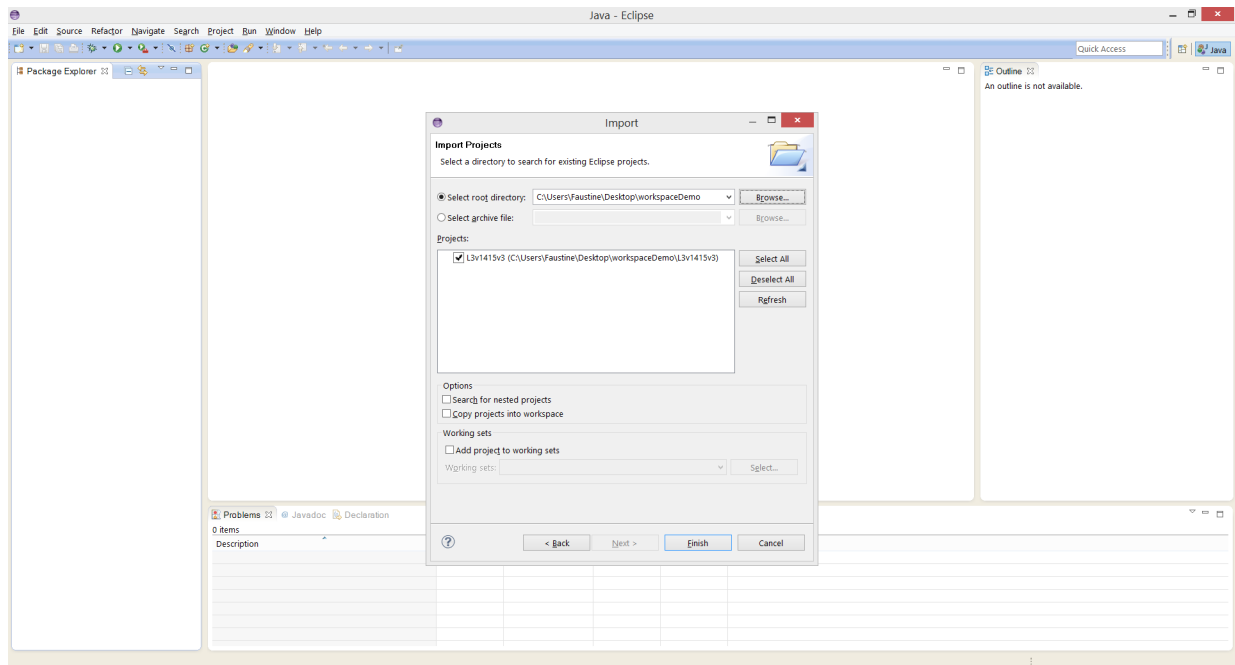 Java - Eclipse
File Edit Source Refactor Navigate Search Project Run Window Help
Quick Access
Java
Package Explorer
Outline
An outline is not available.
Import
Import Projects
Select a directory to search for existing Eclipse projects.
Select root directory: C:\Users\Faustine\Desktop\workspaceDemo Browse...
Select archive file: Browse...
Projects:
L3v1415v3 (C:\Users\Faustine\Desktop\workspaceDemo\L3v1415v3)
Select All
Deselect All
Refresh
Options
Search for nested projects
Copy projects into workspace
Working sets
Add project to working sets
Working sets: Select...
? < Back Next > Finish Cancel
Problems @ Javadoc Declaration
0 items
Description